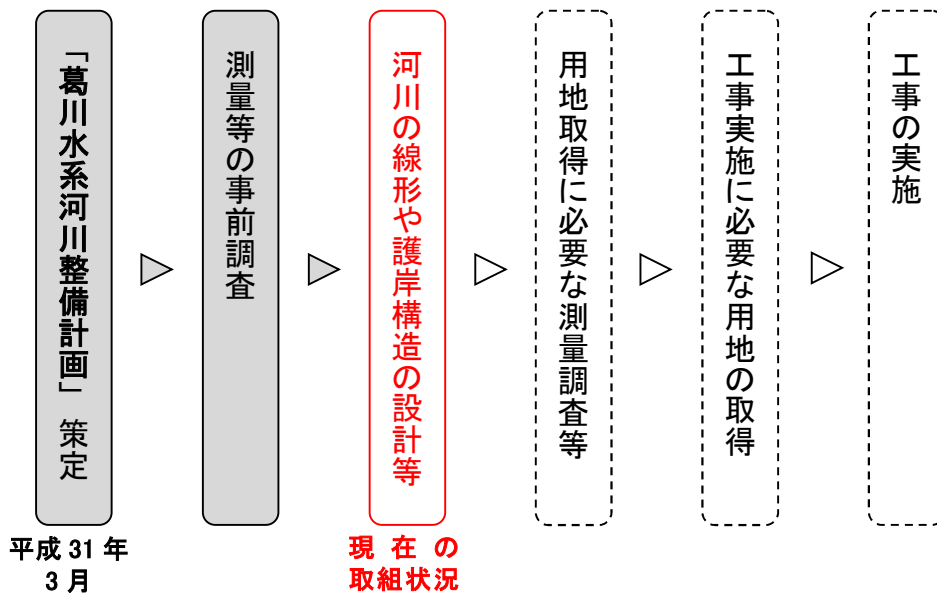 「葛川水系河川整備計画」 策定
平成 31 年
3 月
▷
測量等の事前調査
▷
河川の線形や護岸構造の設計等
現 在 の
取組状況
▷
用地取得に必要な測量調査等
▷
工事実施に必要な用地の取得
▷
工事の実施